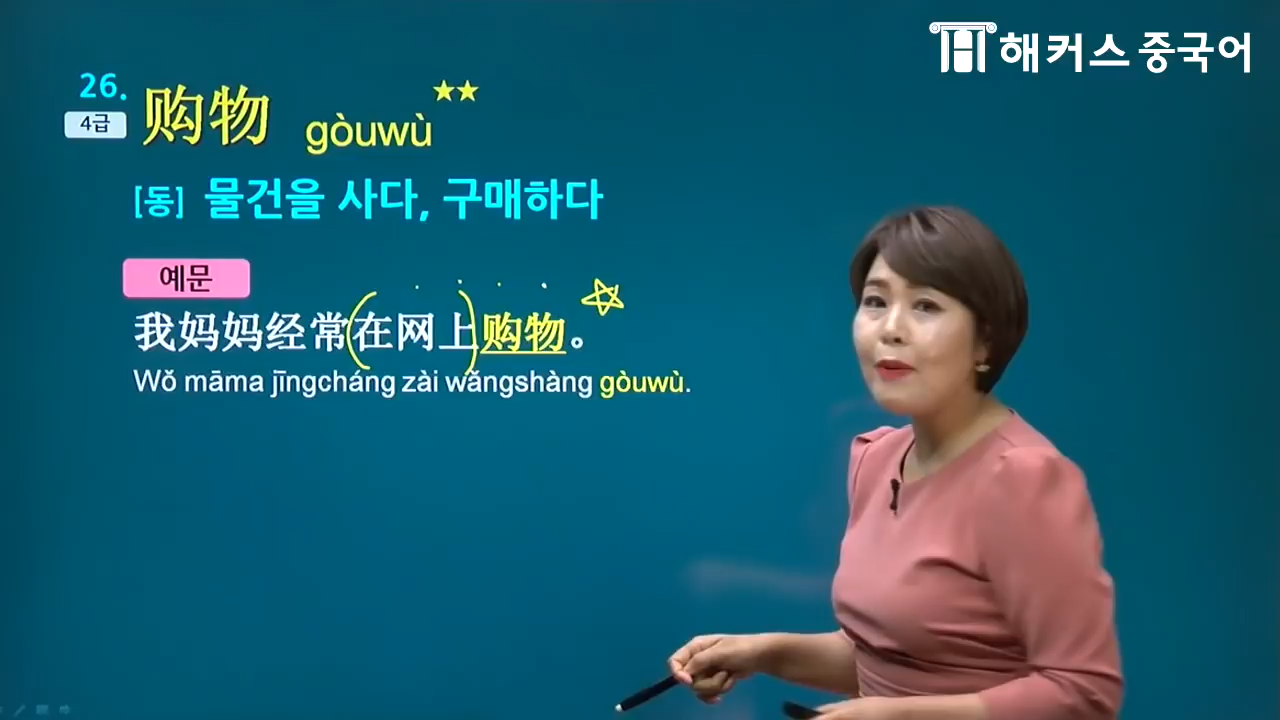 해커스 중국어
26.
4급
购物 gòuwù ★★
[동] 물건을 사다, 구매하다
예문
我妈妈经常(在网上)购物。
Wǒ māma jīngcháng zài wǎngshàng gòuwù.